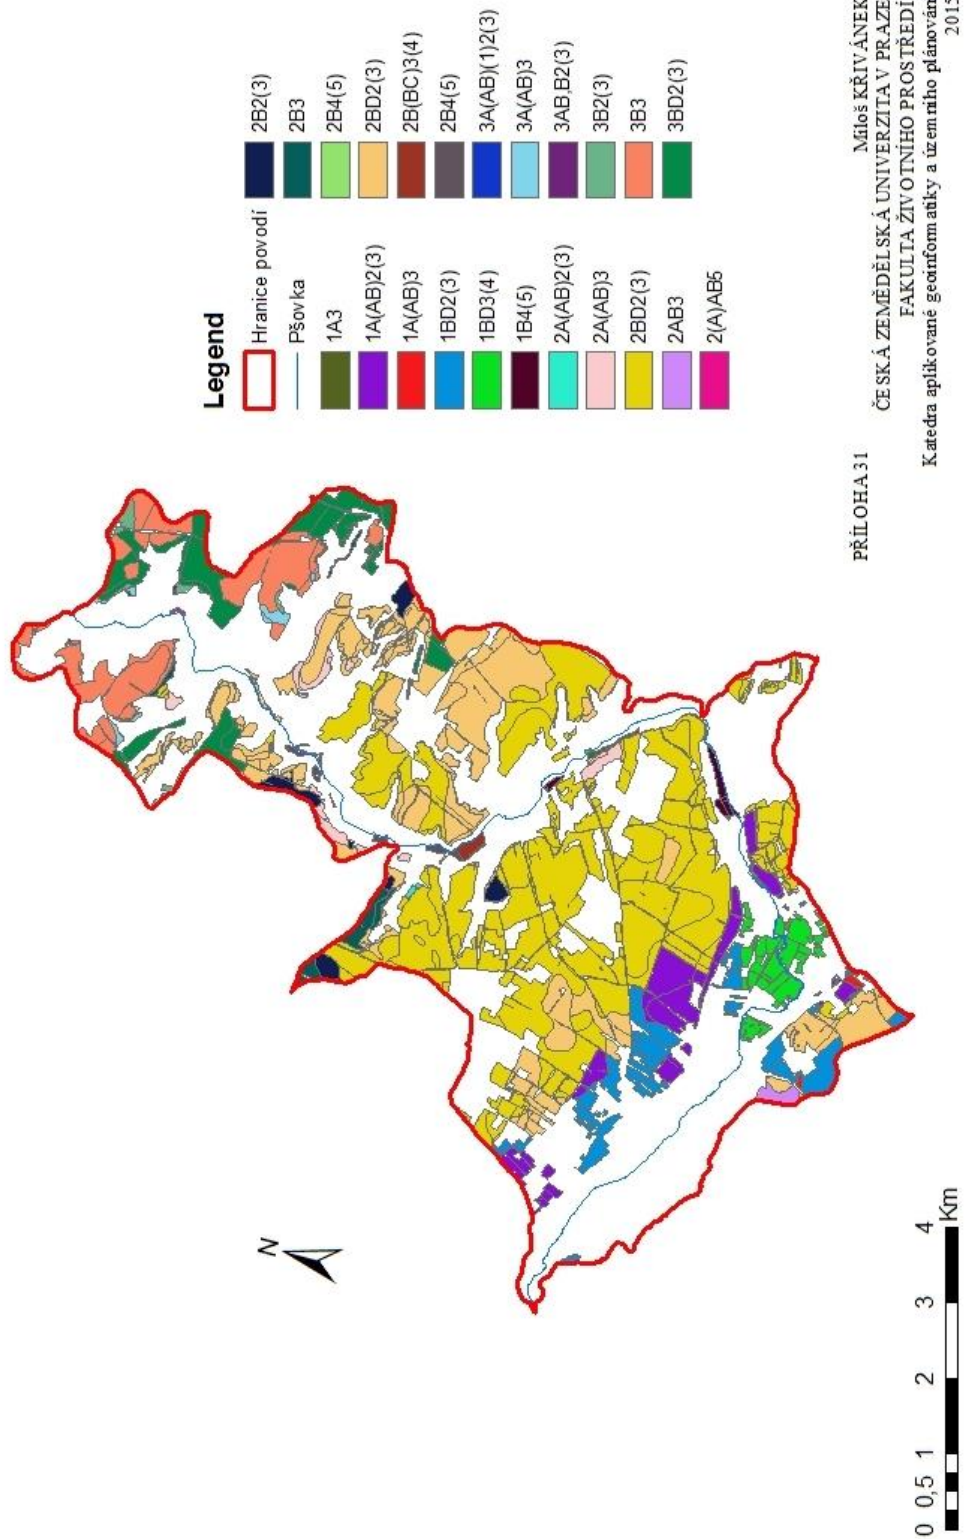 Legend
Hranice povodí
Pšovka
1A3
1A(AB)2(3)
1A(AB)3
1BD2(3)
1BD3(4)
1B4(5)
2A(AB)2(3)
2A(AB)3
2BD2(3)
2AB3
2(A)AB5
2B2(3)
2B3
2B4(5)
2BD2(3)
2B(BC)3(4)
2B4(5)
3A(AB)(1)2(3)
3A(AB)3
3AB,B2(3)
3B2(3)
3B3
3BD2(3)
N
0 0,5 1 2 3 4
Km
PŘÍLOHA 31
Miloš KŘIVÁNEK
ČESKÁ ZEMĚDĚLSKÁ UNIVERZITA V PRAZE
FAKULTA ŽIVOTNÍHO PROSTŘEDÍ
Katedra aplikované geoinformatiky a územního plánován
2015